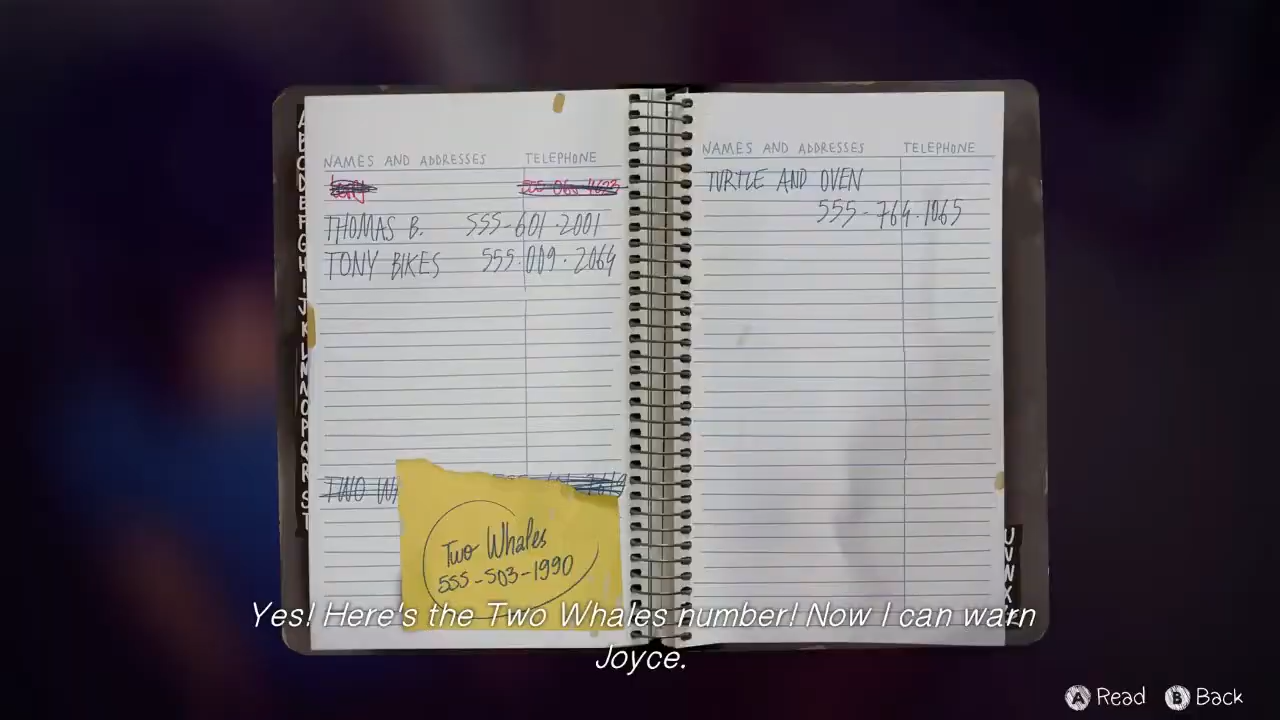 NAMES AND ADDRESSES TELEPHONE
THOMAS B. 555-601-2001
TONY BIKES 555-009-2064
TWO
Two Whales
555-503-1990
NAMES AND ADDRESSES TELEPHONE
TURTLE AND OVEN
555-764-1065
A
B
C
D
E
F
G
H
I
J
K
L
M
N
O
P
Q
R
S
T
U
V
W
X
Yes! Here's the Two Whales number! Now I can warn
Joyce.
A Read B Back